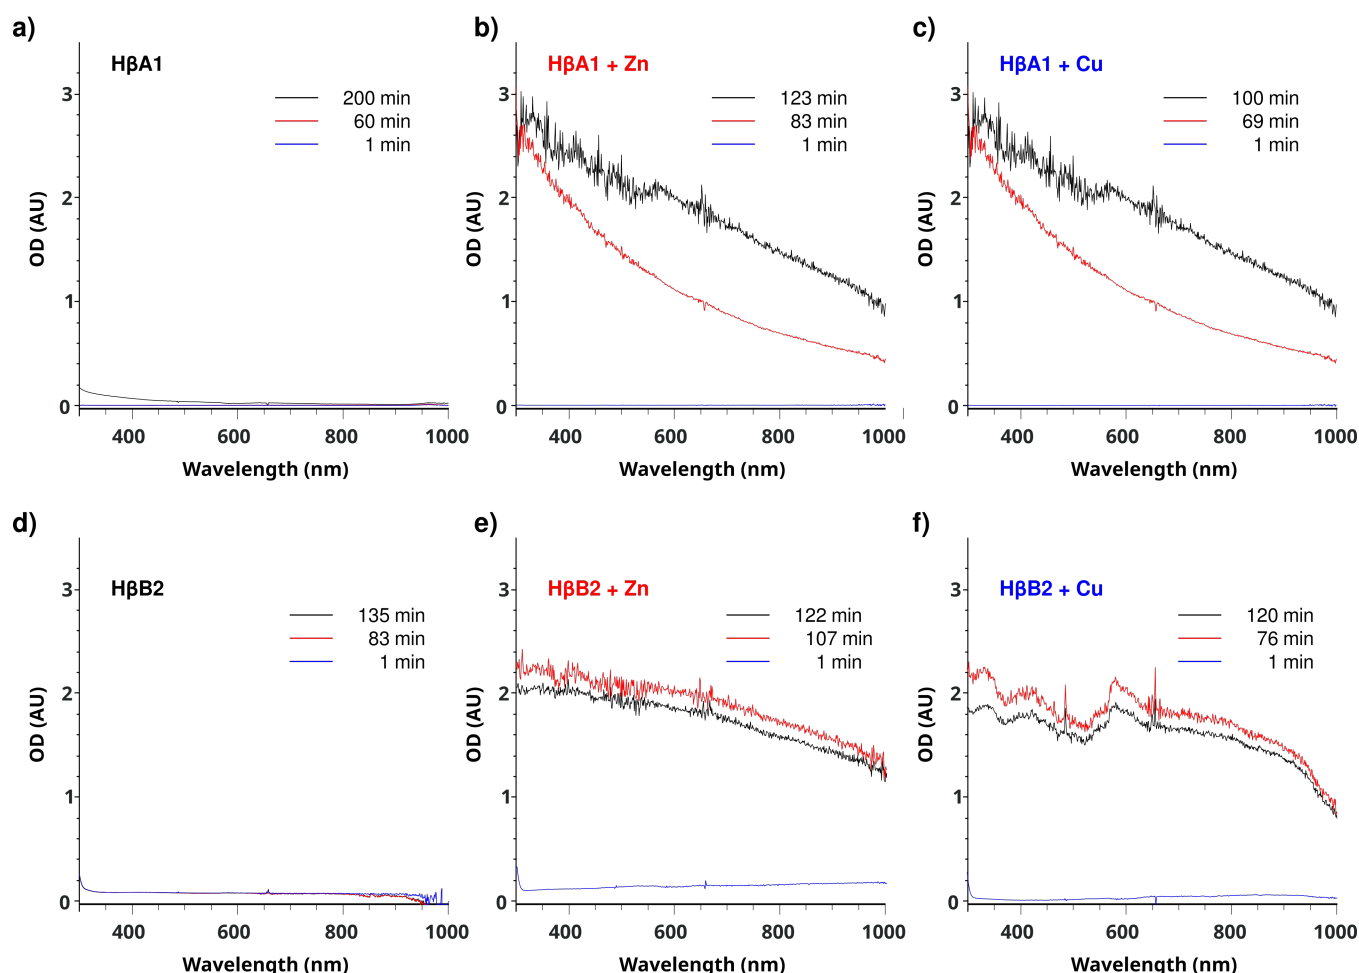 a)
HβA1
200 min
60 min
1 min
3
2
1
0
OD (AU)
400 600 800 1000
Wavelength (nm)
b)
HβA1 + Zn
123 min
83 min
1 min
3
2
1
0
OD (AU)
400 600 800 1000
Wavelength (nm)
c)
HβA1 + Cu
100 min
69 min
1 min
3
2
1
0
OD (AU)
400 600 800 1000
Wavelength (nm)
d)
HβB2
135 min
83 min
1 min
3
2
1
0
OD (AU)
400 600 800 1000
Wavelength (nm)
e)
HβB2 + Zn
122 min
107 min
1 min
3
2
1
0
OD (AU)
400 600 800 1000
Wavelength (nm)
f)
HβB2 + Cu
120 min
76 min
1 min
3
2
1
0
OD (AU)
400 600 800 1000
Wavelength (nm)